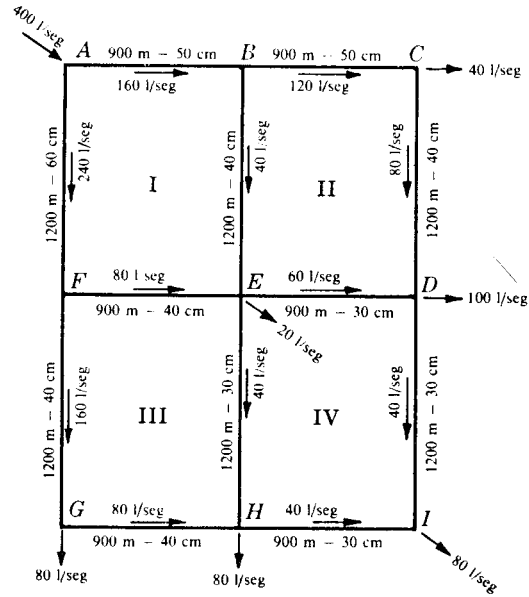 400 l/seg
A
900 m – 50 cm
B
900 m – 50 cm
C
160 l/seg
120 l/seg
40 l/seg
1200 m – 60 cm
240 l/seg
I
1200 m – 40 cm
40 l/seg
II
80 l/seg
1200 m – 40 cm
F
80 l seg
E
60 l/seg
D
900 m – 40 cm
900 m – 30 cm
100 l/seg
20 l/seg
1200 m – 40 cm
160 l/seg
III
1200 m – 30 cm
40 l/seg
IV
40 l/seg
1200 m – 30 cm
G
80 l/seg
H
40 l/seg
I
900 m – 40 cm
900 m – 30 cm
80 l/seg
80 l/seg
80 l/seg